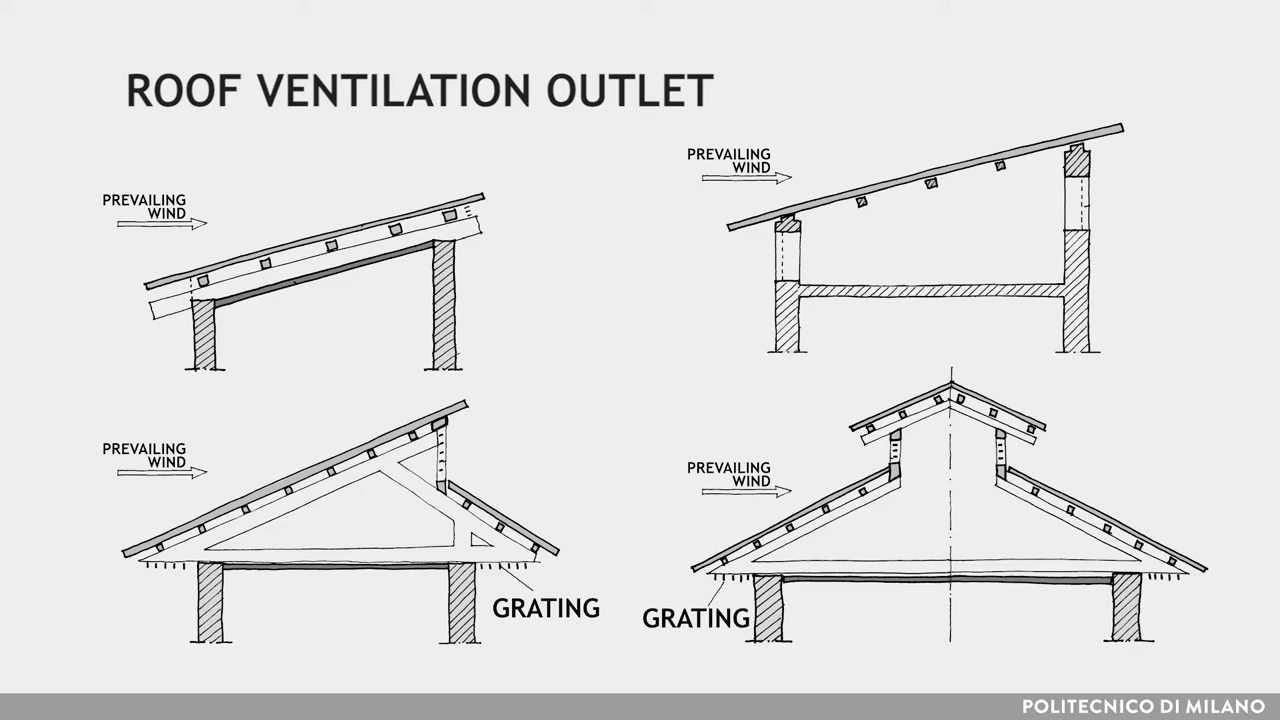 ROOF VENTILATION OUTLET
PREVAILING
WIND
PREVAILING
WIND
PREVAILING
WIND
PREVAILING
WIND
GRATING
GRATING
POLITECNICO DI MILANO